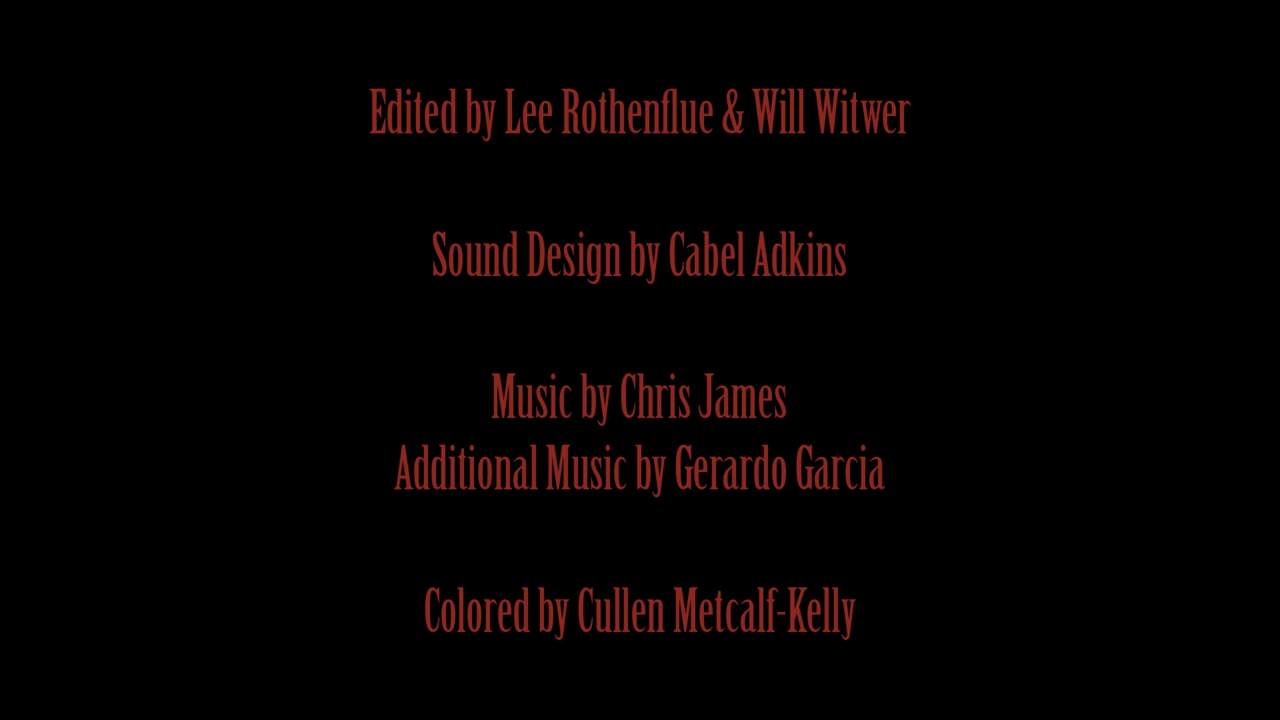 Edited by Lee Rothenflue & Will Witwer
Sound Design by Cabel Adkins
Music by Chris James
Additional Music by Gerardo Garcia
Colored by Cullen Metcalf-Kelly